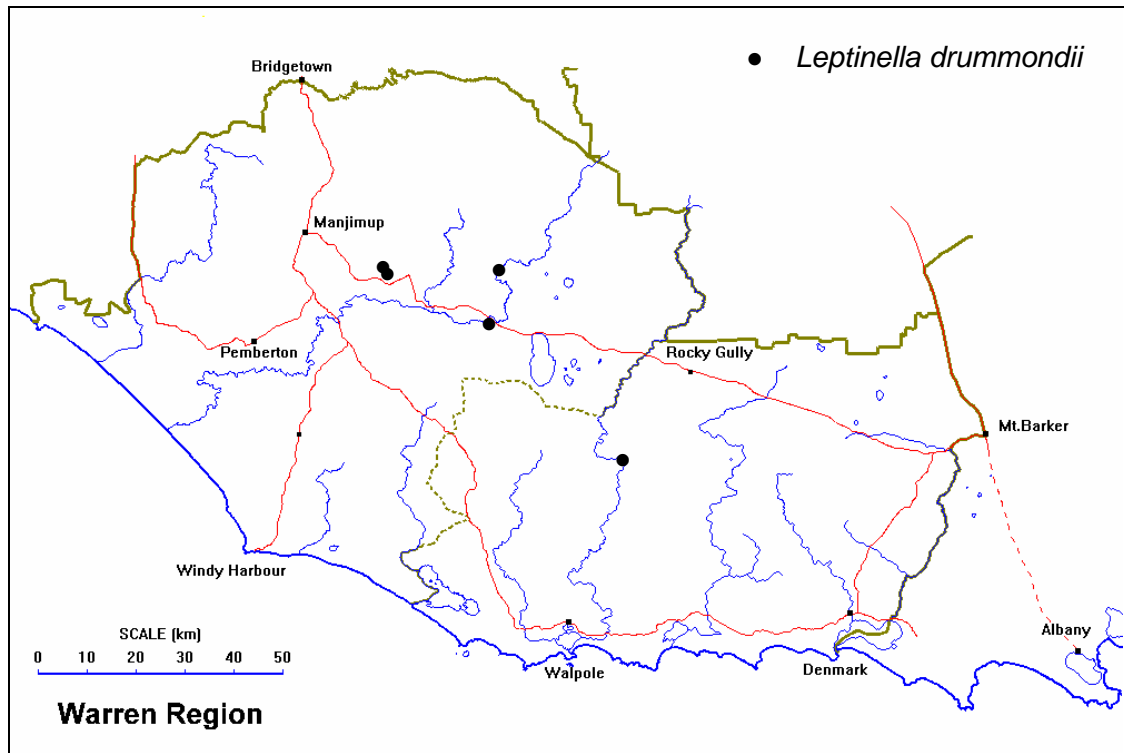 ● Leptinella drummondii
Bridgetown
Manjimup
Pemberton
Rocky Gully
Mt.Barker
Windy Harbour
SCALE (km)
0 10 20 30 40 50
Albany
Walpole
Denmark
Warren Region